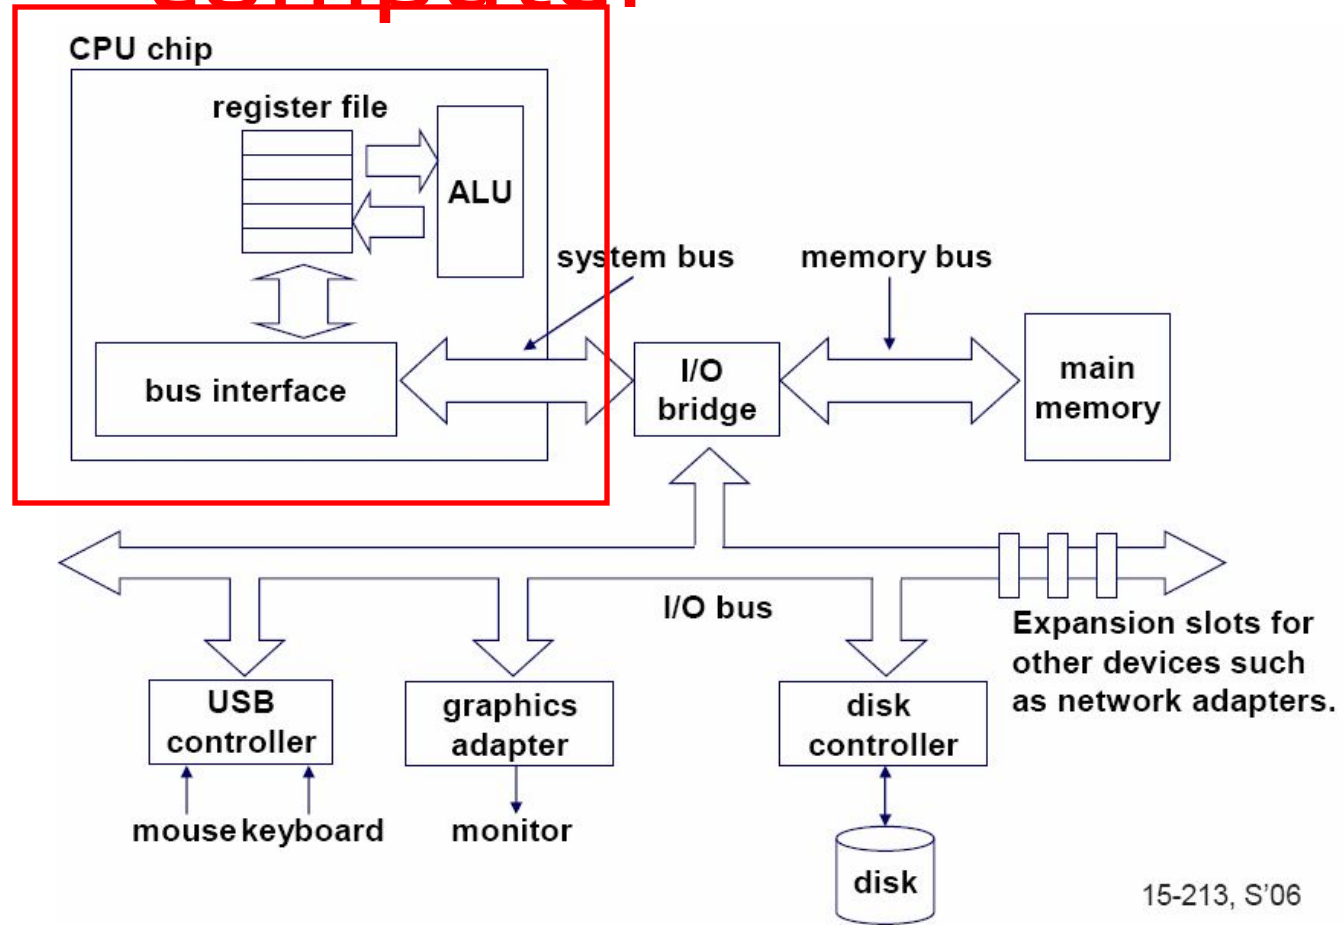 computer
CPU chip
register file
ALU
system bus
memory bus
bus interface
I/O
bridge
main
memory
I/O bus
Expansion slots for
other devices such
as network adapters.
USB
controller
graphics
adapter
disk
controller
mouse keyboard
monitor
disk
15-213, S'06